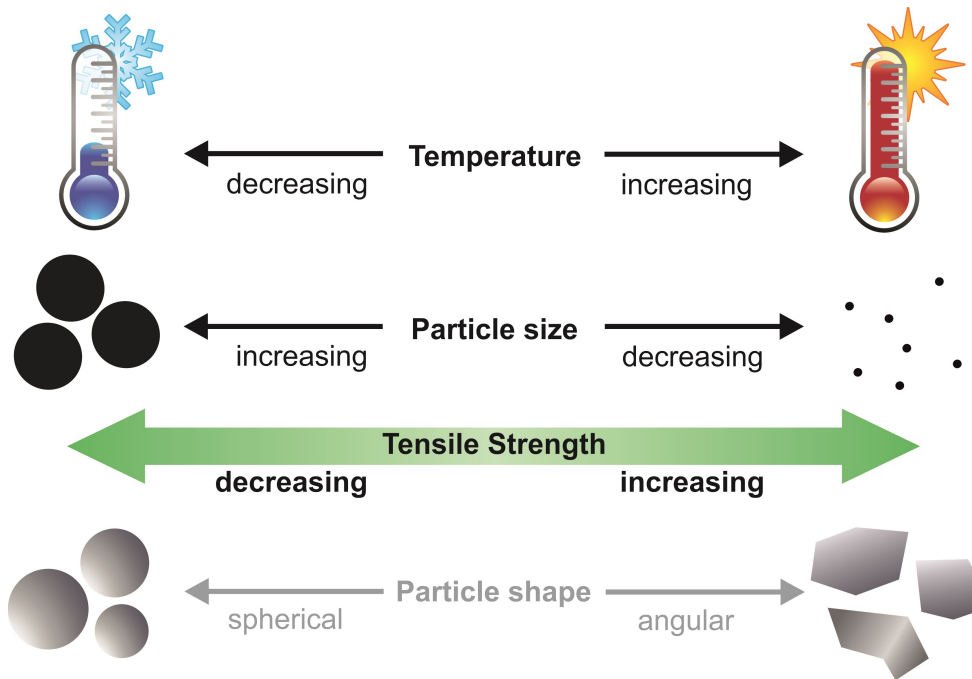 Temperature
decreasing
increasing
Particle size
increasing
decreasing
Tensile Strength
decreasing
increasing
Particle shape
spherical
angular